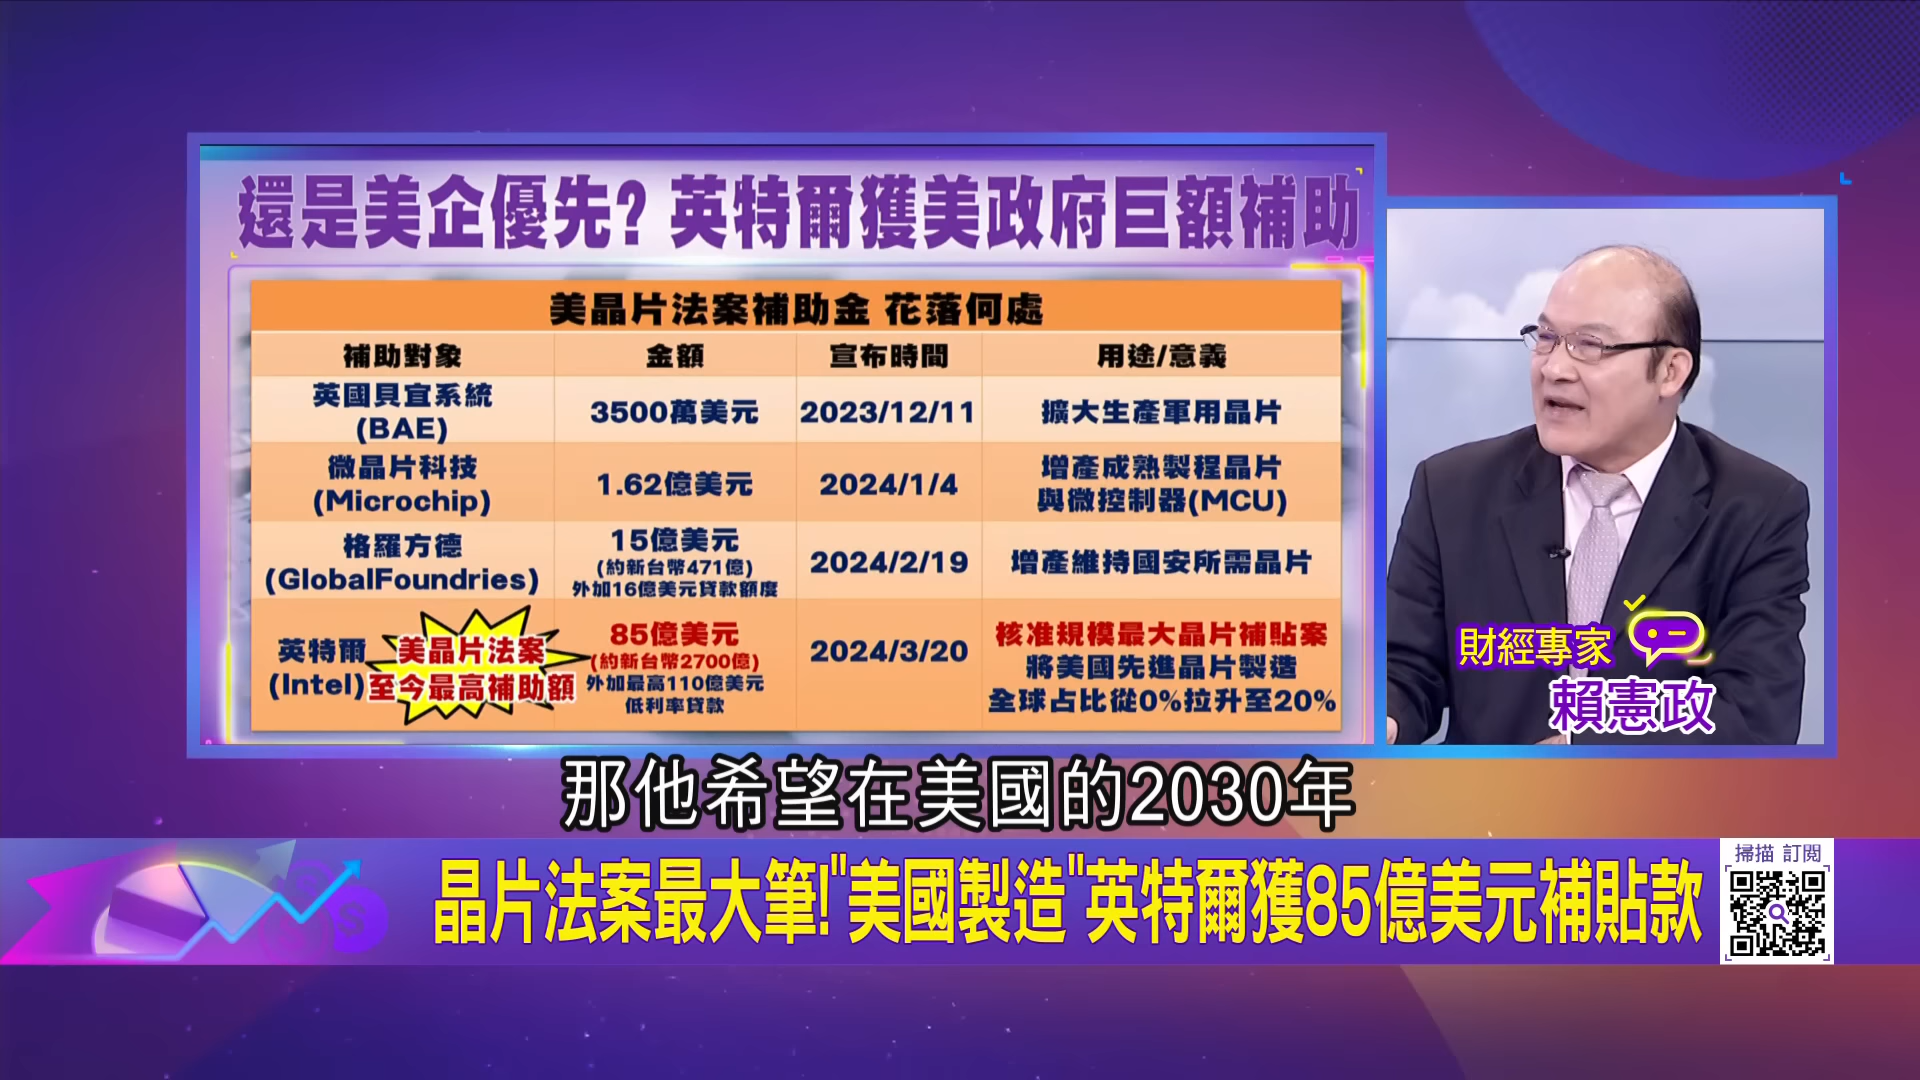 還是美企優先? 英特爾獲美政府巨額補助
美晶片法案補助金 花落何處
補助對象 金額 宣布時間 用途/意義
英國貝宜系統
(BAE)
3500萬美元
2023/12/11
擴大生產軍用晶片
微晶片科技
(Microchip)
1.62億美元
2024/1/4
增產成熟製程晶片
與微控制器(MCU)
格羅方德
(GlobalFoundries)
15億美元
(約新台幣471億)
外加16億美元貸款額度
2024/2/19
增產維持國安所需晶片
英特爾
(Intel)
美晶片法案
至今最高補助額
85億美元
(約新台幣2700億)
外加最高110億美元
低利率貸款
2024/3/20
核准規模最大晶片補貼案
將美國先進晶片製造
全球占比從0%拉升至20%
財經專家
賴憲政
那他希望在美國的2030年
晶片法案最大筆!"美國製造"英特爾獲85億美元補貼款
掃描 訂閱